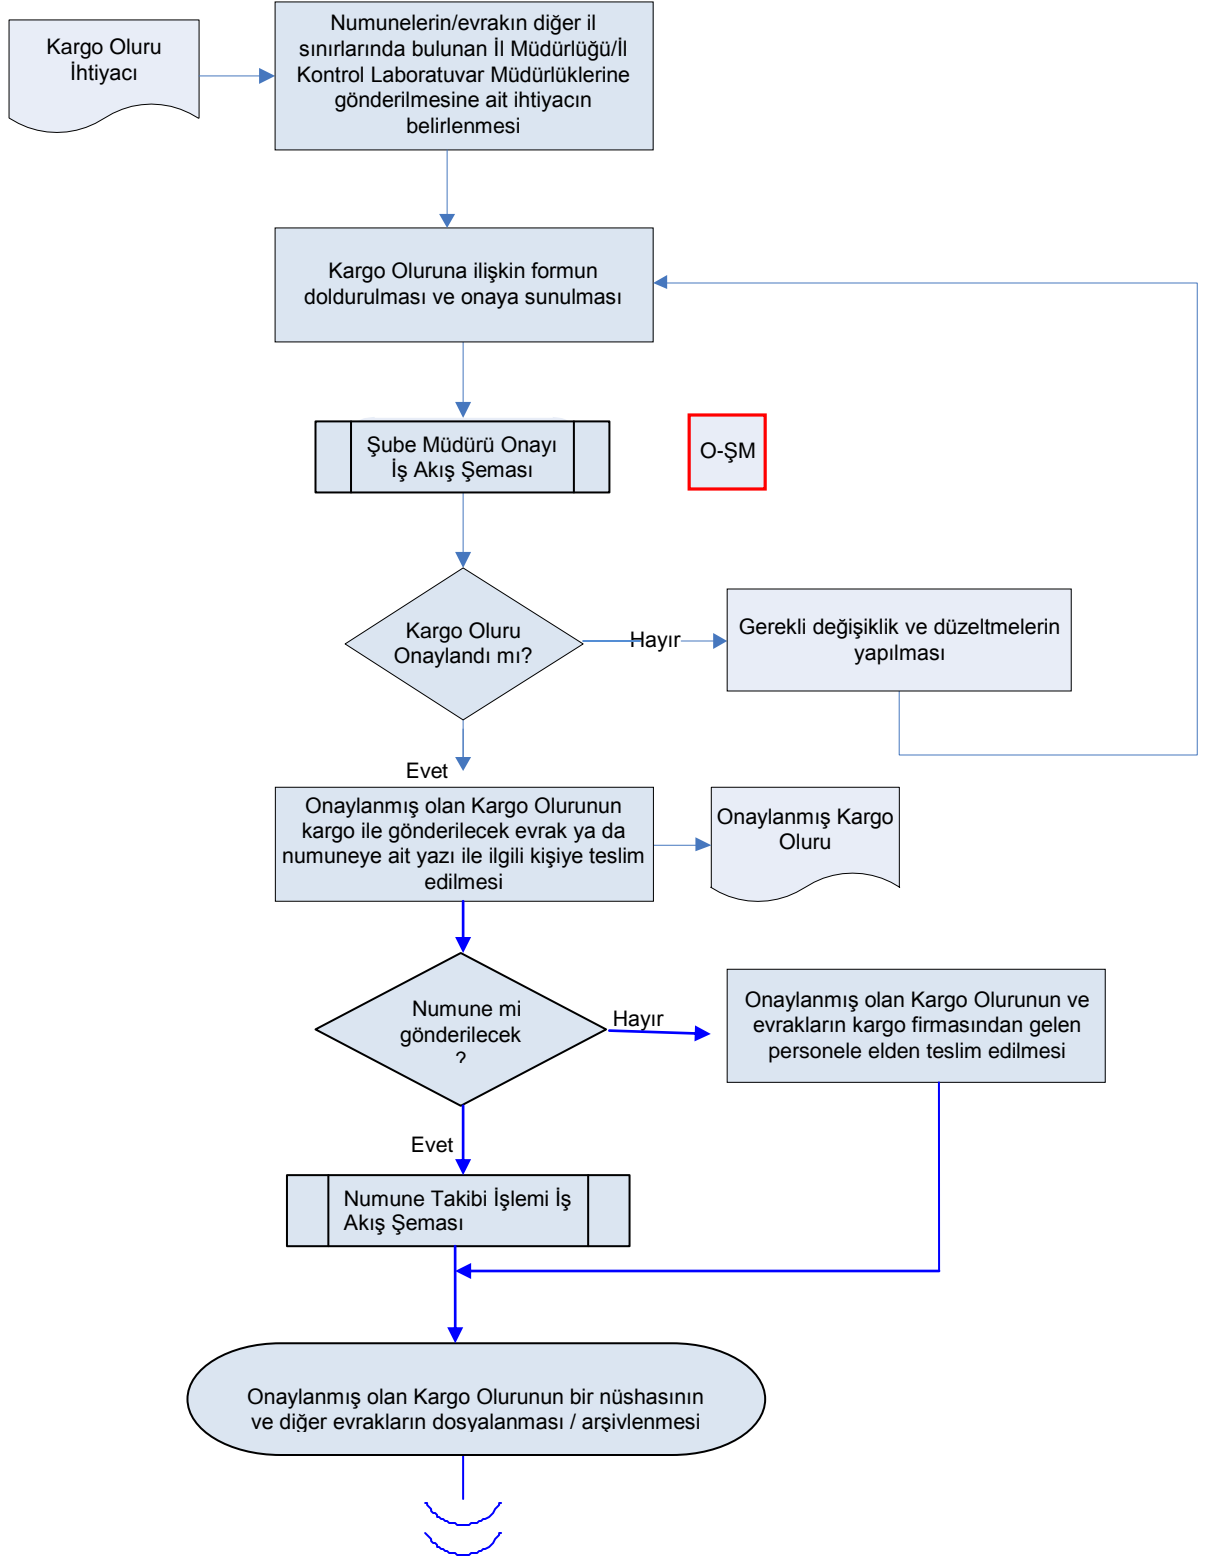 Kargo Oluru
İhtiyacı
Numunelerin/evrakın diğer il
sınırlarında bulunan İl Müdürlüğü/İl
Kontrol Laboratuvar Müdürlüklerine
gönderilmesine ait ihtiyacın
belirlenmesi
Kargo Oluruna ilişkin formun
doldurulması ve onaya sunulması
Şube Müdürü Onayı
İş Akış Şeması
O-ŞM
Kargo Oluru
Onaylandı mı?
Hayır
Gerekli değişiklik ve düzeltmelerin
yapılması
Evet
Onaylanmış olan Kargo Olurunun
kargo ile gönderilecek evrak ya da
numuneye ait yazı ile ilgili kişiye teslim
edilmesi
Onaylanmış Kargo
Oluru
Numune mi
gönderilecek
?
Hayır
Onaylanmış olan Kargo Olurunun ve
evrakların kargo firmasından gelen
personele elden teslim edilmesi
Evet
Numune Takibi İşlemi İş
Akış Şeması
Onaylanmış olan Kargo Olurunun bir nüshasının
ve diğer evrakların dosyalanması / arşivlenmesi